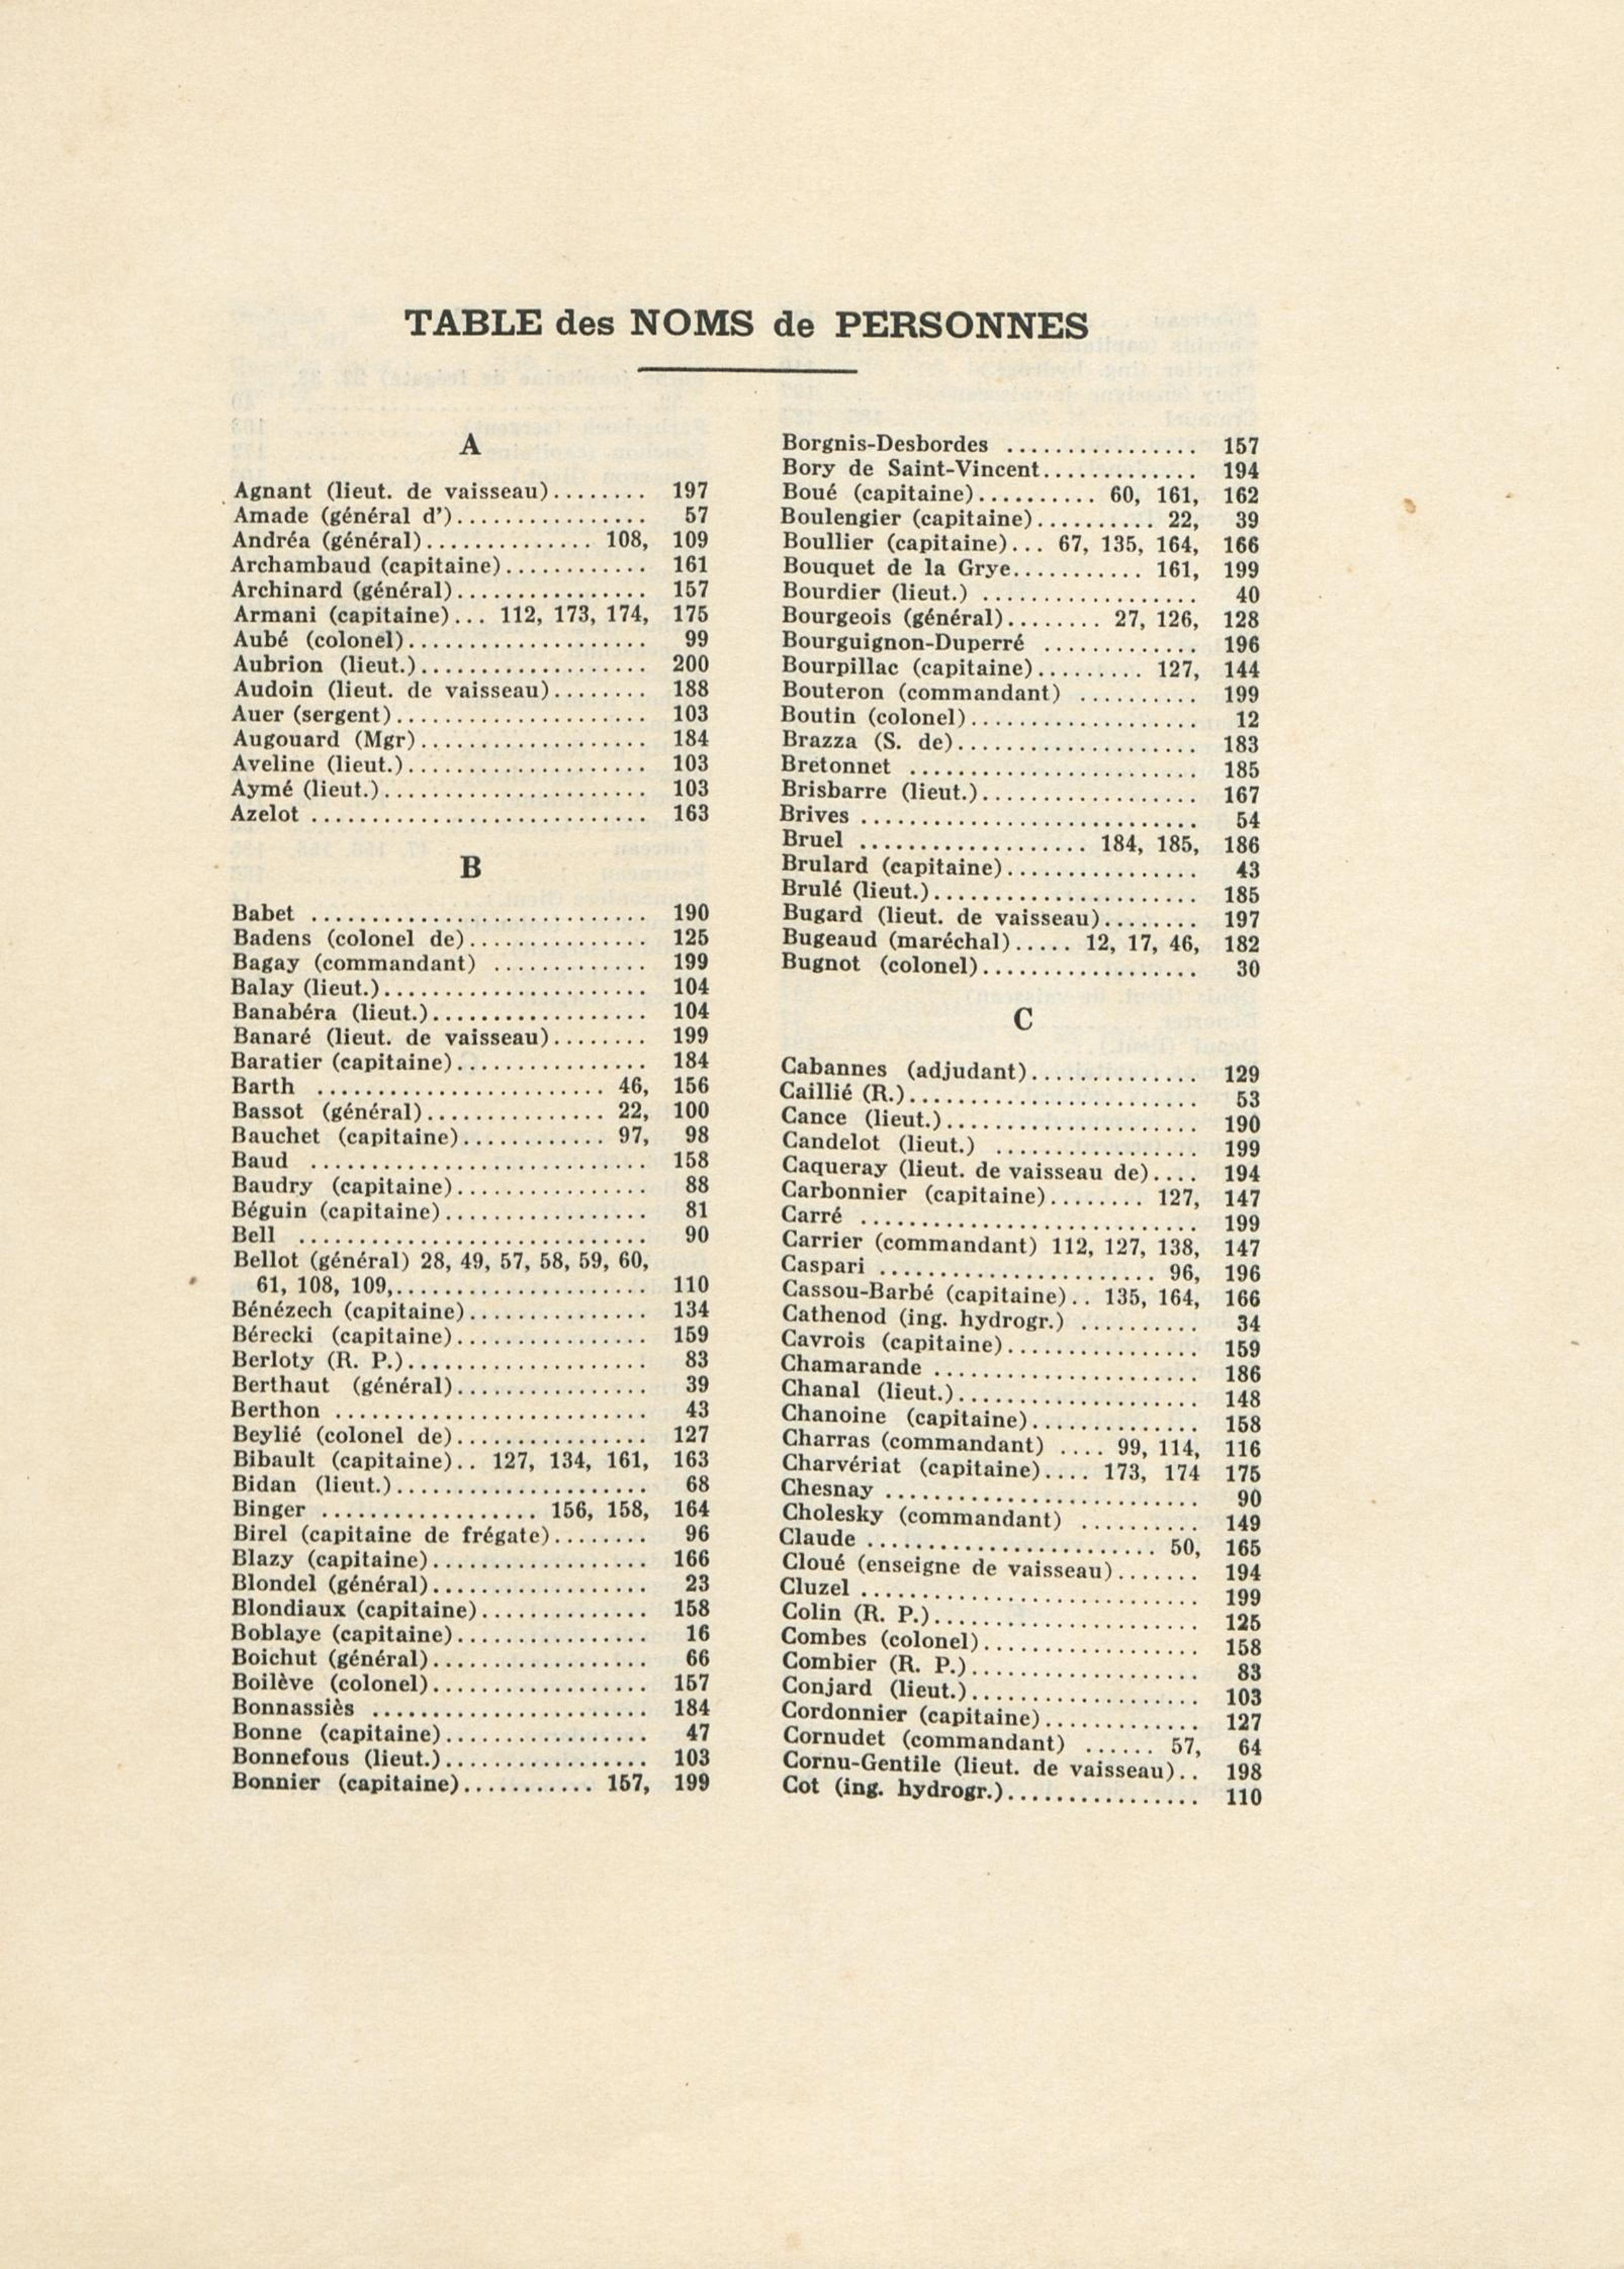 TABLE des NOMS de PERSONNES
A
Agnant (lieut. de vaisseau)........ 197
Amade (général d')................ 57
Andréa (général).............. 108, 109
Archambaud (capitaine)............ 161
Archinard (général)................ 157
Armani (capitaine)... 112, 173, 174, 175
Aubé (colonel).................... 99
Aubrion (lieut.)................... 200
Audoin (lieut. de vaisseau)........ 188
Auer (sergent)..................... 103
Augouard (Mgr)................... 184
Aveline (lieut.).................... 103
Aymé (lieut.)...................... 103
Azelot ............................ 163
B
Babet ............................ 190
Badens (colonel de)............... 125
Bagay (commandant) ............. 199
Balay (lieut.)...................... 104
Banabéra (lieut.).................. 104
Banaré (lieut. de vaisseau)........ 199
Baratier (capitaine)................ 184
Barth ........................ 46, 156
Bassot (général)............... 22, 100
Bauchet (capitaine)............ 97, 98
Baud ............................ 158
Baudry (capitaine)................ 88
Béguin (capitaine)................. 81
Bell ............................. 90
Bellot (général) 28, 49, 57, 58, 59, 60,
61, 108, 109,..................... 110
Bénézech (capitaine)............... 134
Bérecki (capitaine)................ 159
Berloty (R. P.).................... 83
Berthaut (général)................ 39
Berthon .......................... 43
Beylié (colonel de)................ 127
Bibault (capitaine).. 127, 134, 161, 163
Bidan (lieut.)..................... 68
Binger .................. 156, 158, 164
Birel (capitaine de frégate)........ 96
Blazy (capitaine).................. 166
Blondel (général).................. 23
Blondiaux (capitaine).............. 158
Boblaye (capitaine)................ 16
Boichut (général).................. 66
Boilève (colonel).................. 157
Bonnassiès ....................... 184
Bonne (capitaine)................. 47
Bonnefous (lieut.)................. 103
Bonnier (capitaine)........... 157, 199
Borgnis-Desbordes ................ 157
Bory de Saint-Vincent............. 194
Boué (capitaine).......... 60, 161, 162
Boulengier (capitaine).......... 22, 39
Boullier (capitaine)... 67, 135, 164, 166
Bouquet de la Grye........... 161, 199
Bourdier (lieut.) .................. 40
Bourgeois (général)........ 27, 126, 128
Bourguignon-Duperré ............. 196
Bourpillac (capitaine)......... 127, 144
Bouteron (commandant) .......... 199
Boutin (colonel)................... 12
Brazza (S. de).................... 183
Bretonnet ........................ 185
Brisbarre (lieut.).................. 167
Brives ............................ 54
Bruel ................... 184, 185, 186
Brulard (capitaine)................ 43
Brulé (lieut.)...................... 185
Bugard (lieut. de vaisseau)........ 197
Bugeaud (maréchal)..... 12, 17, 46, 182
Bugnot (colonel).................. 30
C
Cabannes (adjudant).............. 129
Caillié (R.)........................ 53
Cance (lieut.)..................... 190
Candelot (lieut.) ................. 199
Caqueray (lieut. de vaisseau de).... 194
Carbonnier (capitaine)........ 127, 147
Carré ............................ 199
Carrier (commandant) 112, 127, 138, 147
Caspari ....................... 96, 196
Cassou-Barbé (capitaine).. 135, 164, 166
Cathenod (ing. hydrogr.) .......... 34
Cavrois (capitaine)................ 159
Chamarande ...................... 186
Chanal (lieut.).................... 148
Chanoine (capitaine).............. 158
Charras (commandant) .... 99, 114, 116
Charvériat (capitaine).... 173, 174 175
Chesnay .......................... 90
Cholesky (commandant) .......... 149
Claude ........................ 50, 165
Cloué (enseigne de vaisseau)....... 194
Cluzel ............................ 199
Colin (R. P.)...................... 125
Combes (colonel).................. 158
Combier (R. P.)................... 83
Conjard (lieut.)................... 103
Cordonnier (capitaine)............. 127
Cornudet (commandant) ...... 57, 64
Cornu-Gentile (lieut. de vaisseau).. 198
Cot (ing. hydrogr.)................ 110